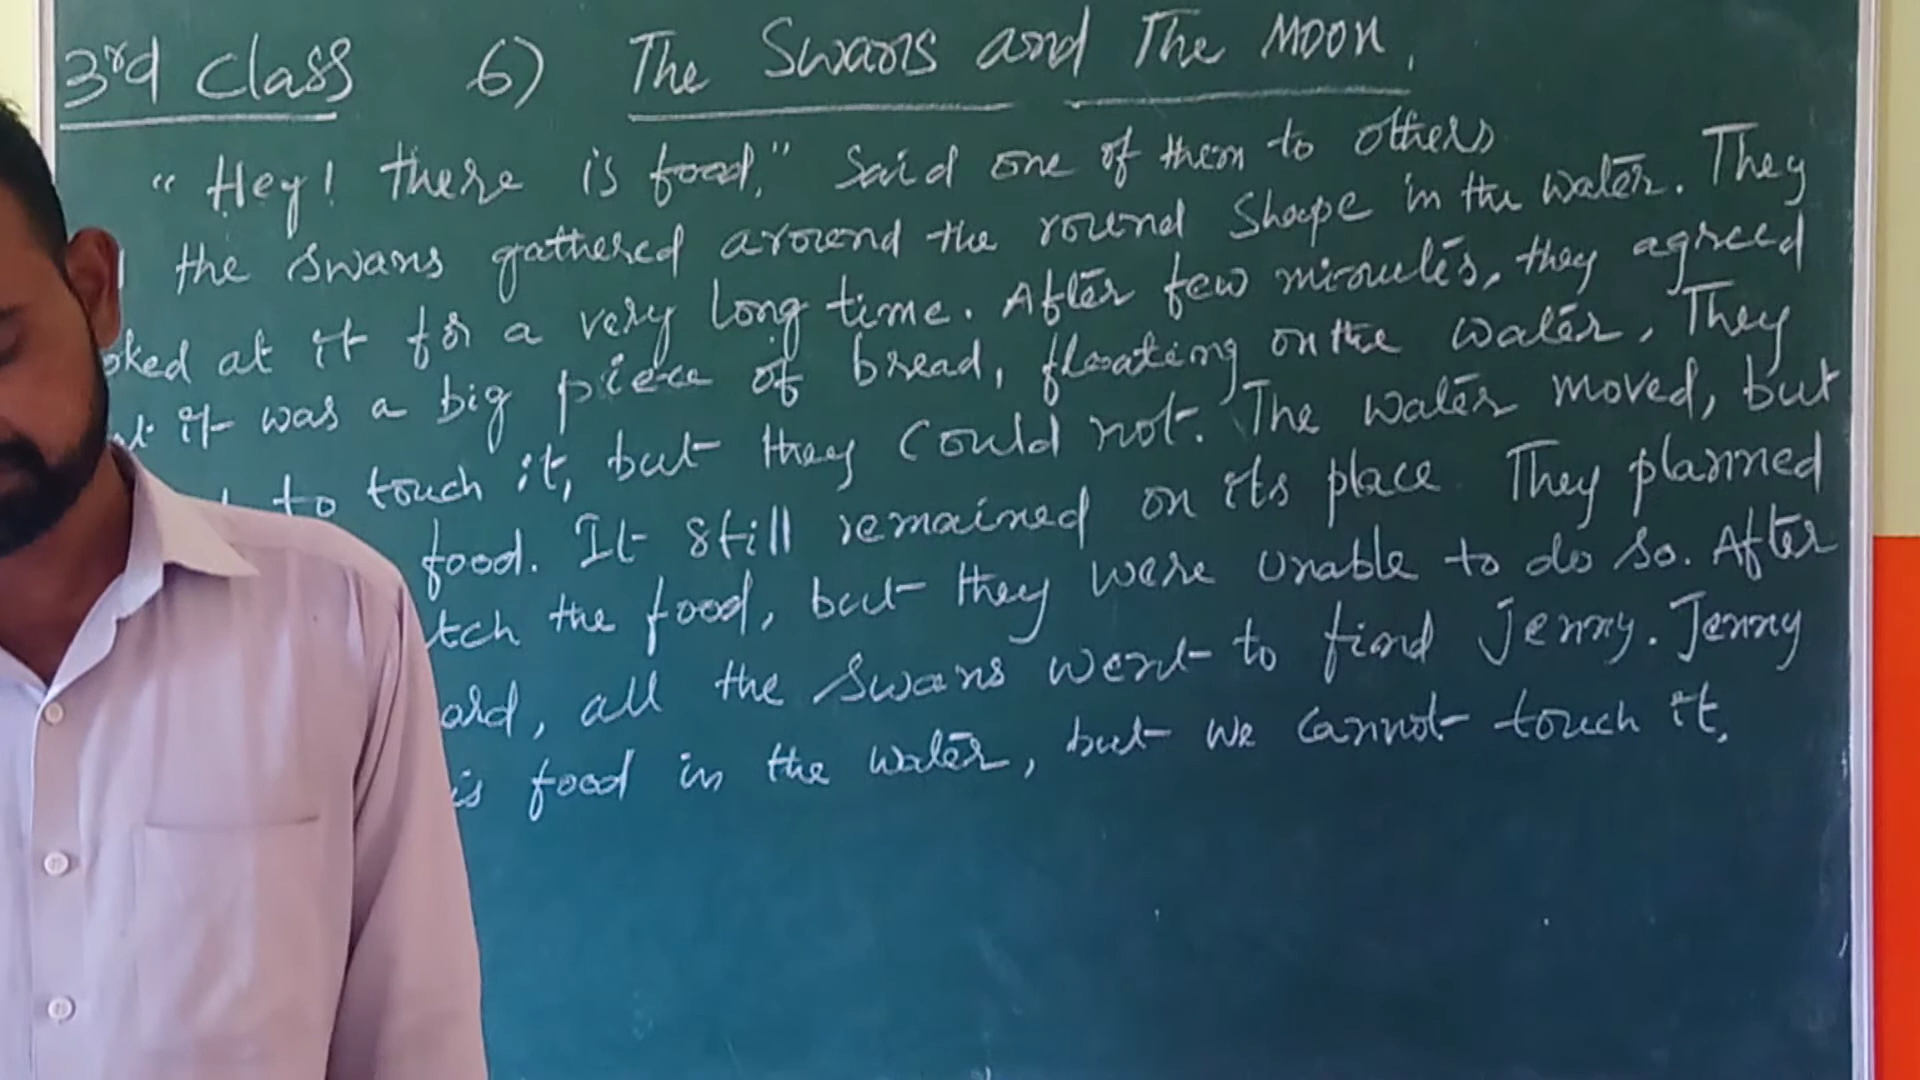 3rd class 6) The Swans and The Moon.
"Hey! there is food." Said one of them to others
the swans gathered around the round shape in the water. They
at it for a very long time. After few minutes, they agreed
it was a big piece of bread, floating on the water. They
to touch it, but they could not. The water moved, but
food. It still remained on its place They planned
the food, but they were unable to do so. After
all the swans went to find Jenny. Jenny
is food in the water, but we cannot touch it.